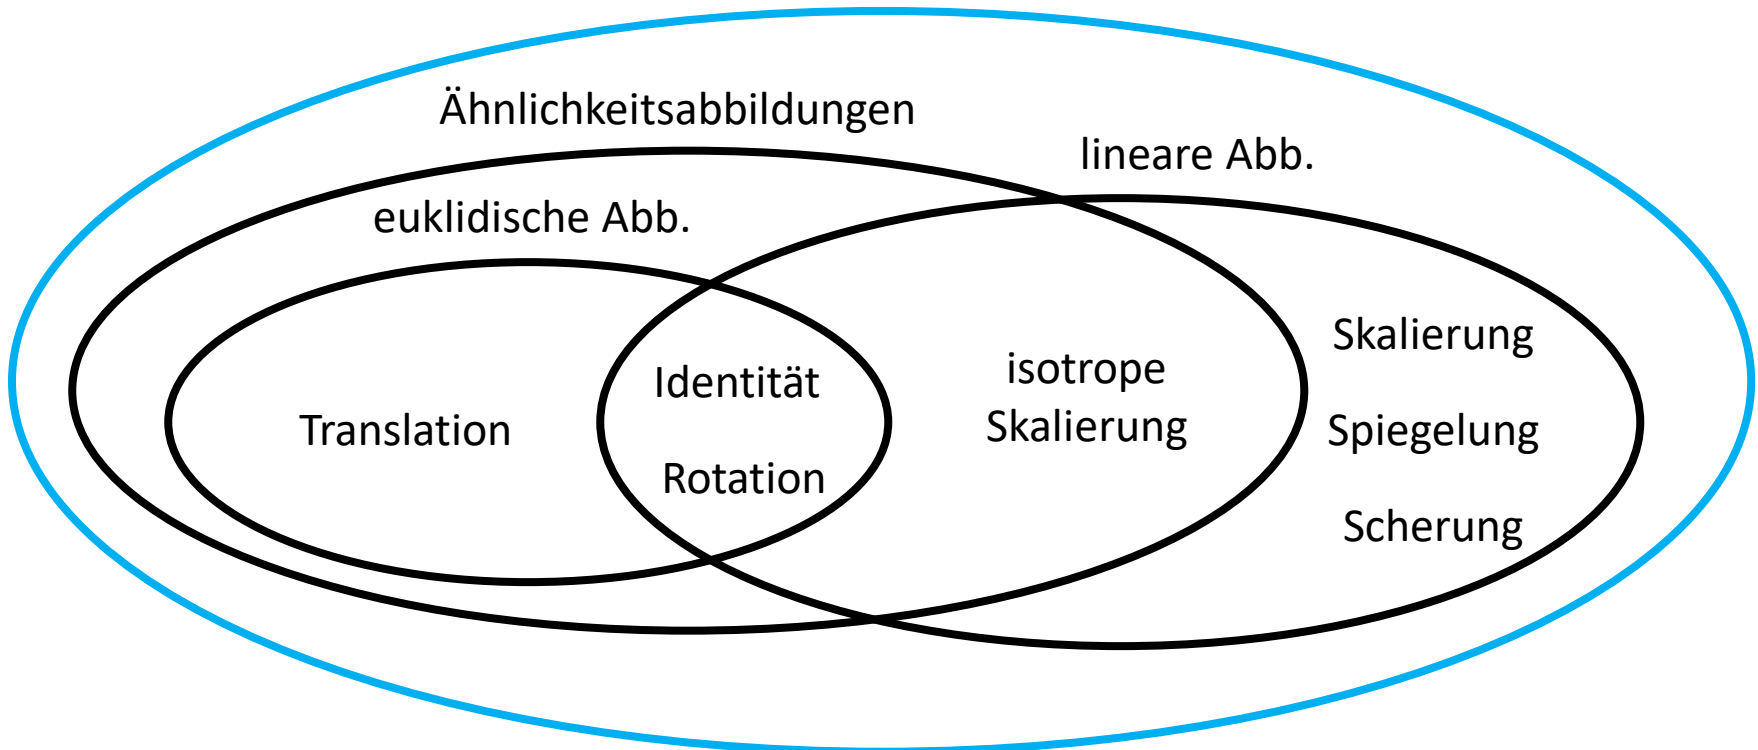 Ähnlichkeitsabbildungen
lineare Abb.
euklidische Abb.
Translation
Identität
Rotation
isotrope
Skalierung
Skalierung
Spiegelung
Scherung